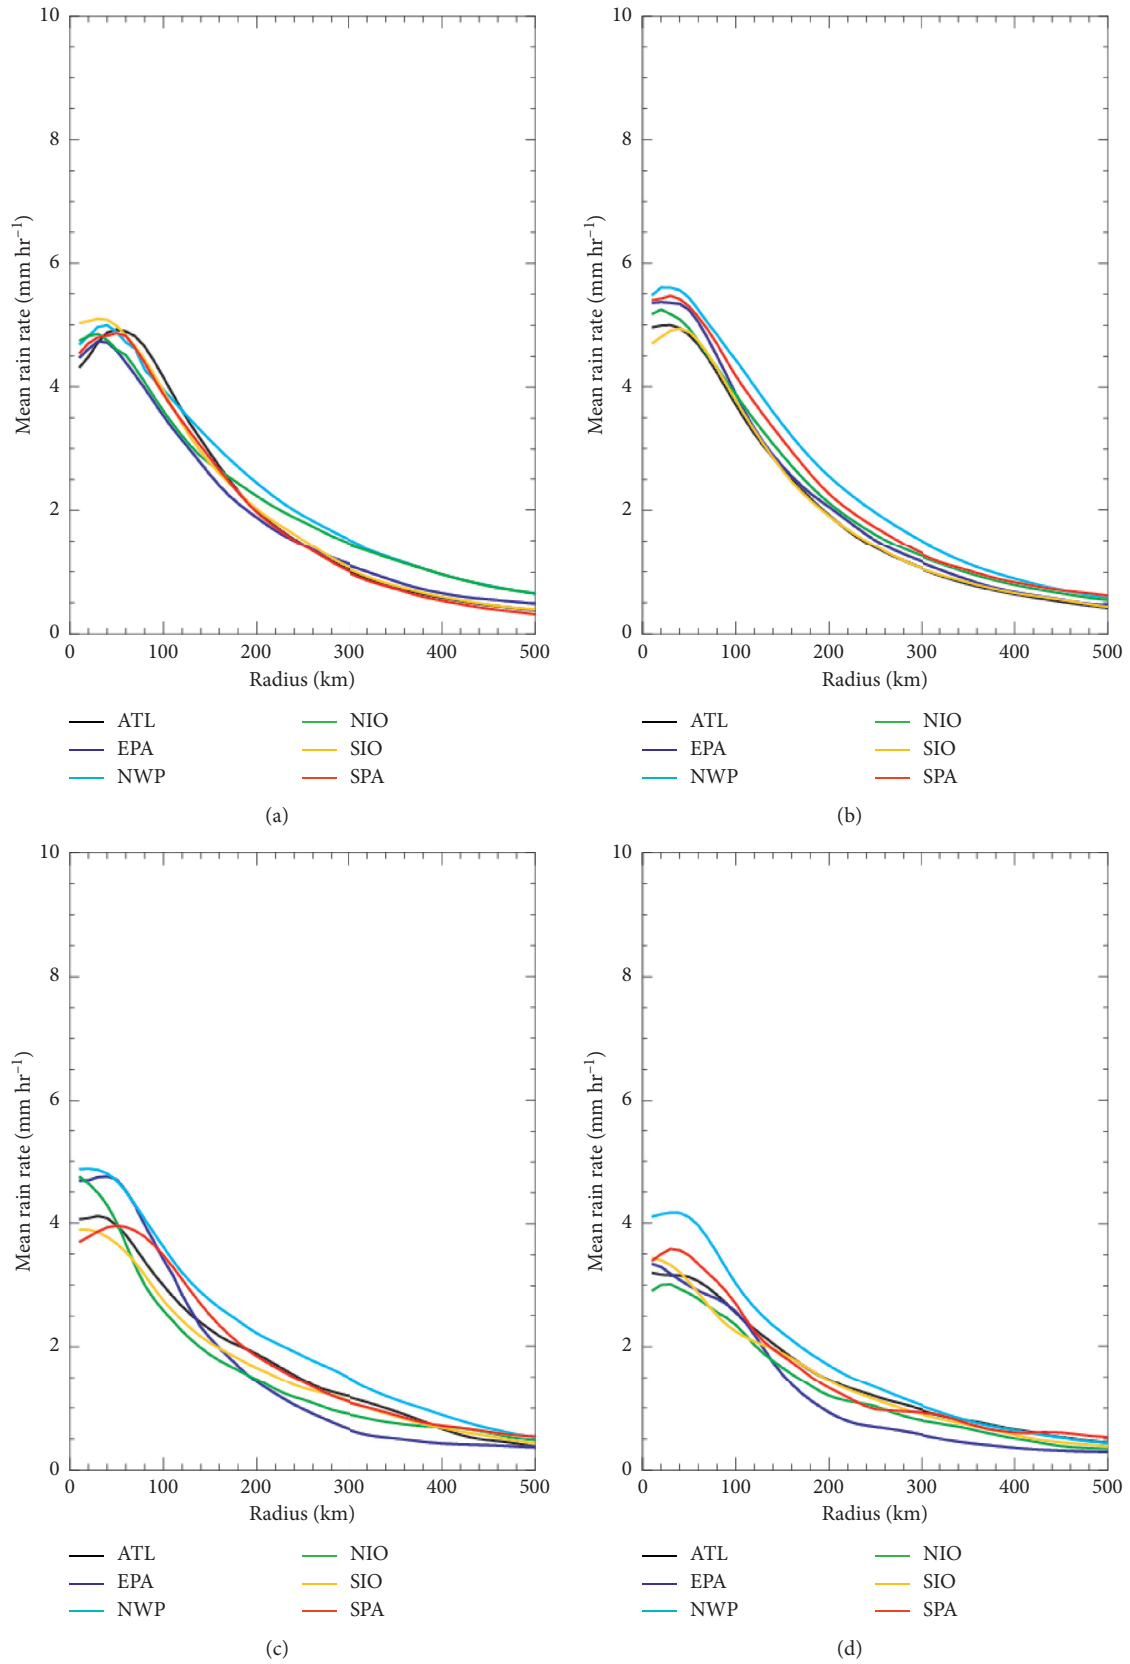 10
8
6
4
2
0
Mean rain rate (mm hr⁻¹)
0 100 200 300 400 500
Radius (km)
ATL NIO
EPA SIO
NWP SPA
(a)
10
8
6
4
2
0
Mean rain rate (mm hr⁻¹)
0 100 200 300 400 500
Radius (km)
ATL NIO
EPA SIO
NWP SPA
(b)
10
8
6
4
2
0
Mean rain rate (mm hr⁻¹)
0 100 200 300 400 500
Radius (km)
ATL NIO
EPA SIO
NWP SPA
(c)
10
8
6
4
2
0
Mean rain rate (mm hr⁻¹)
0 100 200 300 400 500
Radius (km)
ATL NIO
EPA SIO
NWP SPA
(d)